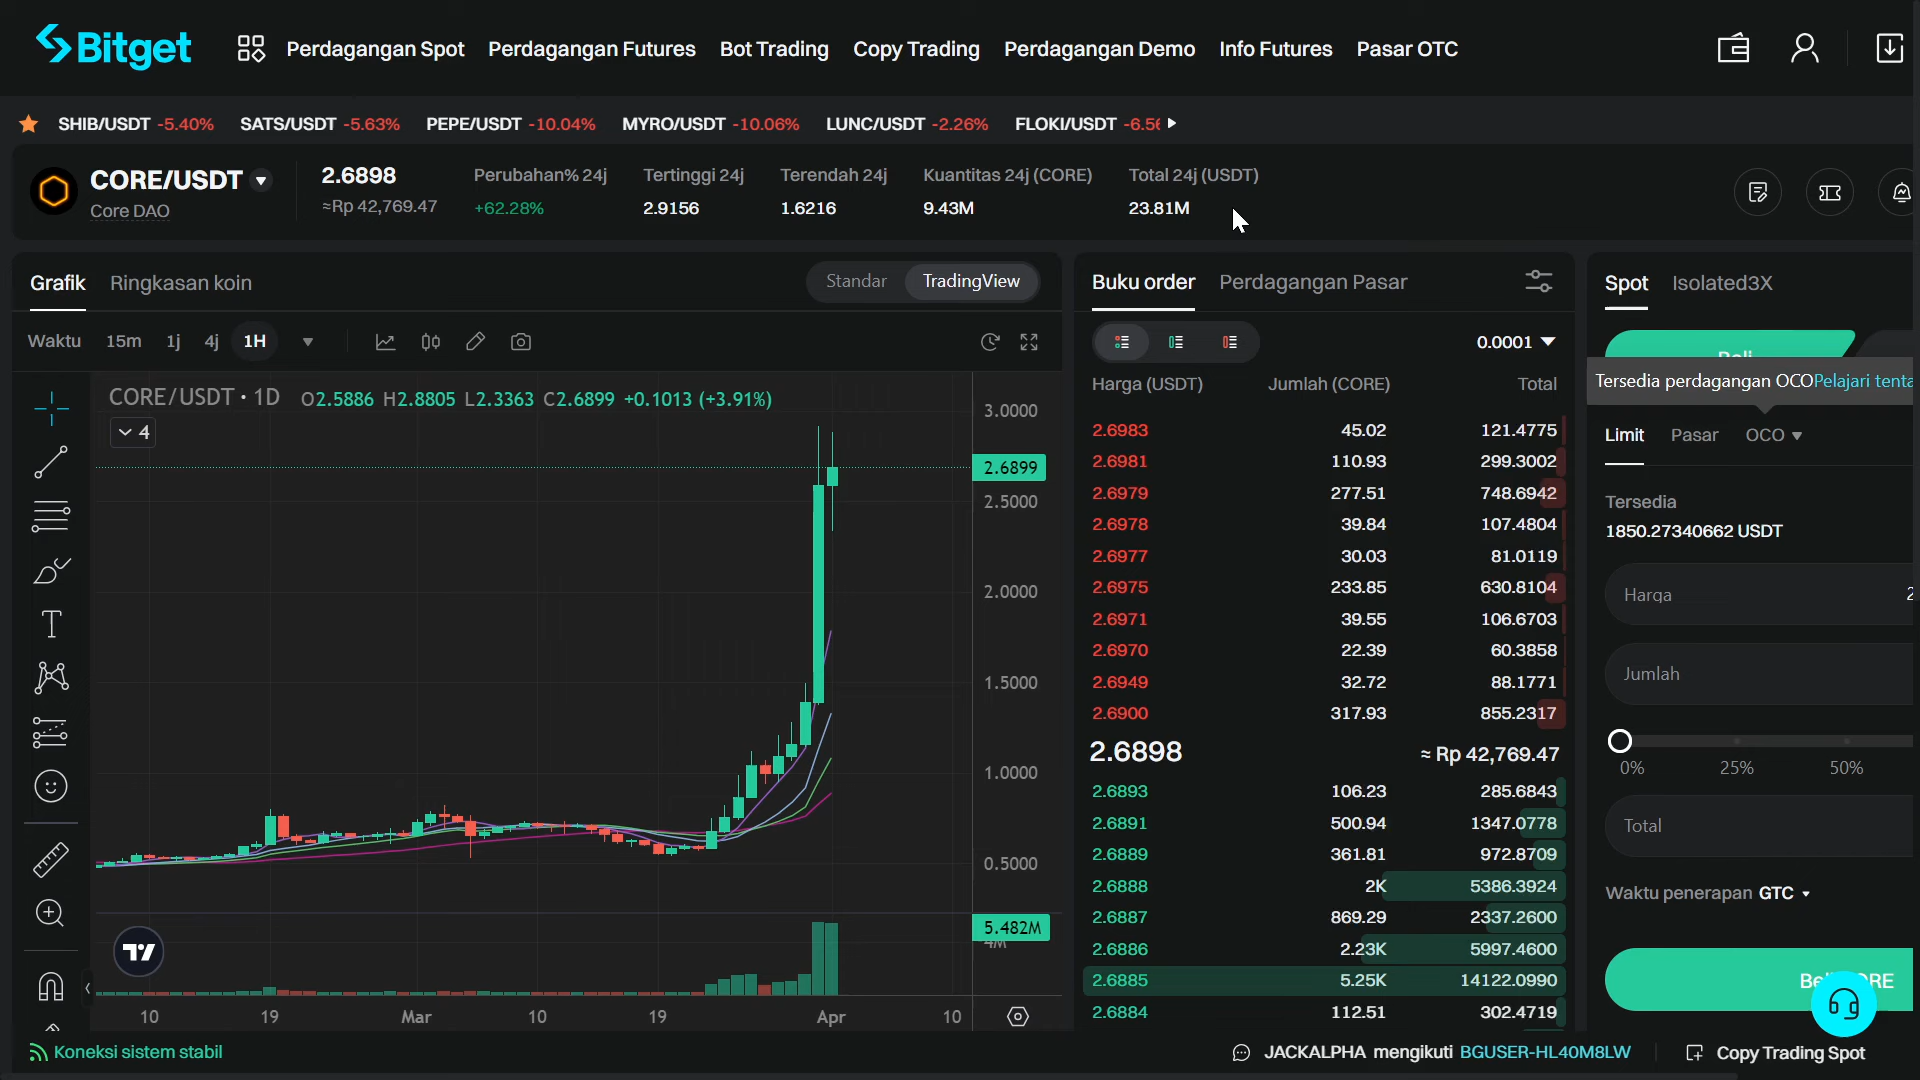 Bitget Perdagangan Spot Perdagangan Futures Bot Trading Copy Trading Perdagangan Demo Info Futures Pasar OTC
SHIB/USDT -5.40% SATS/USDT -5.63% PEPE/USDT -10.04% MYRO/USDT -10.06% LUNC/USDT -2.26% FLOKI/USDT
CORE/USDT
Core DAO
2.6898
≈Rp 42,769.47
Perubahan% 24j
+62.28%
Tertinggi 24j
2.9156
Terendah 24j
1.6216
Kuantitas 24j (CORE)
9.43M
Total 24j (USDT)
23.81M
Grafik Ringkasan koin Standar TradingView
Waktu 15m 1j 4j 1H
CORE/USDT · 1D O2.5886 H2.8805 L2.3363 C2.6899 +0.1013 (+3.91%)
4
3.0000
2.6899
2.5000
2.0000
1.5000
1.0000
0.5000
5.482M
4M
10 19 Mar 10 19 Apr 10
Buku order Perdagangan Pasar
0.0001
Harga (USDT) Jumlah (CORE) Total
2.6983 45.02 121.4775
2.6981 110.93 299.3002
2.6979 277.51 748.6942
2.6978 39.84 107.4804
2.6977 30.03 81.0119
2.6975 233.85 630.8104
2.6971 39.55 106.6703
2.6970 22.39 60.3858
2.6949 32.72 88.1771
2.6900 317.93 855.2317
2.6898 ≈ Rp 42,769.47
2.6893 106.23 285.6843
2.6891 500.94 1347.0778
2.6889 361.81 972.8709
2.6888 2K 5386.3924
2.6887 869.29 2337.2600
2.6886 2.23K 5997.4600
2.6885 5.25K 14122.0990
2.6884 112.51 302.4719
Spot Isolated3X
Tersedia perdagangan OCOPelajari tenta
Limit Pasar OCO
Tersedia
1850.27340662 USDT
Harga
Jumlah
0% 25% 50%
Total
Waktu penerapan GTC
Koneksi sistem stabil
JACKALPHA mengikuti BGUSER-HL40M8LW
Copy Trading Spot